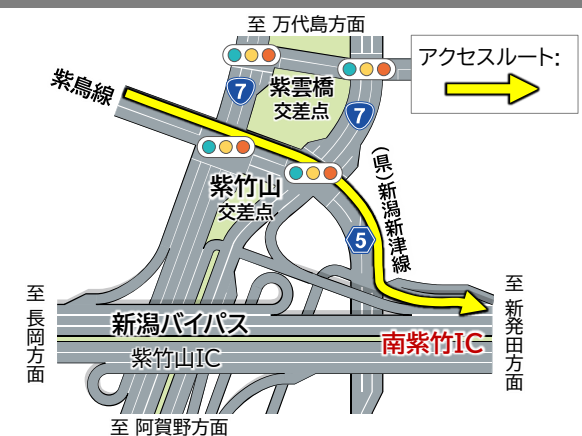 至 万代島方面
アクセスルート:
紫鳥線
7
紫雲橋
交差点
7
紫竹山
交差点
(県)新潟新津線
5
至 長岡方面
至 新発田方面
新潟バイパス
南紫竹IC
紫竹山IC
至 阿賀野方面